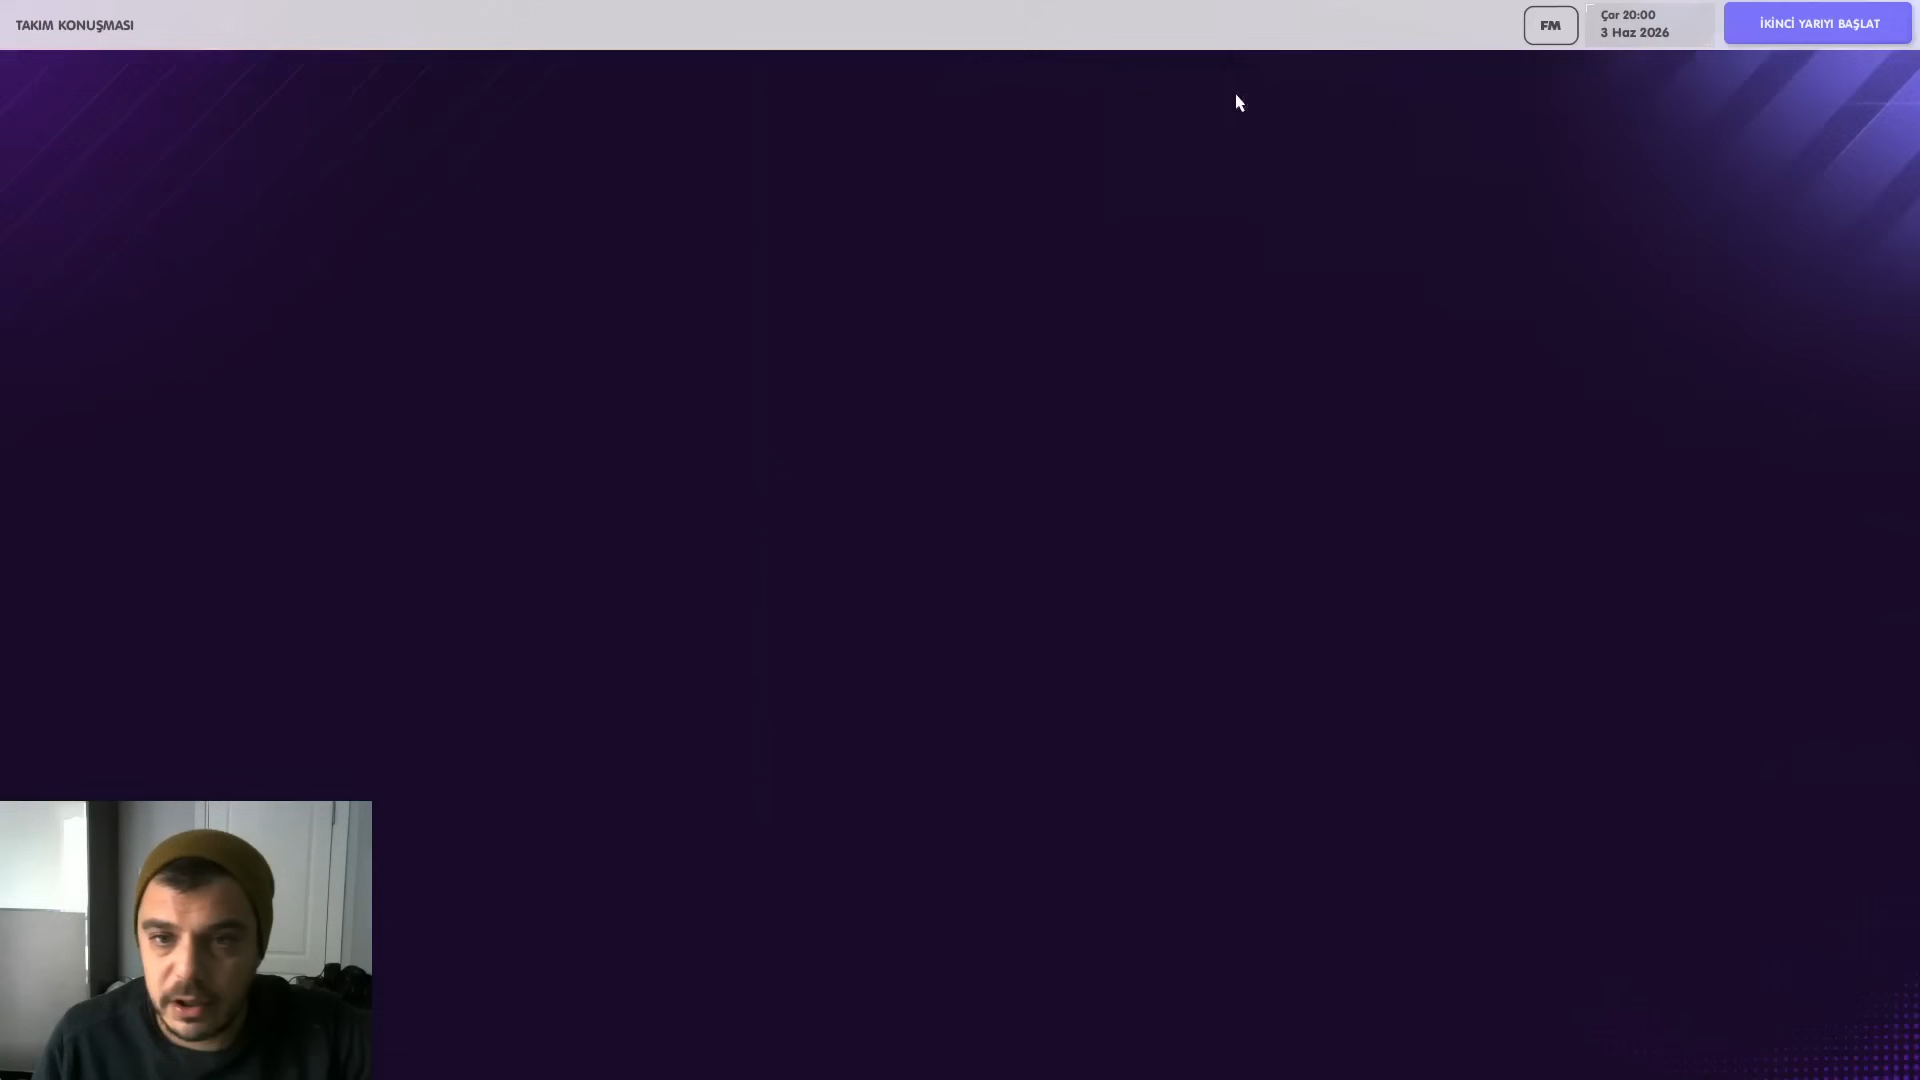 TAKIM KONUŞMASI
FM
Çar 20:00
3 Haz 2026
İKİNCİ YARIYI BAŞLAT